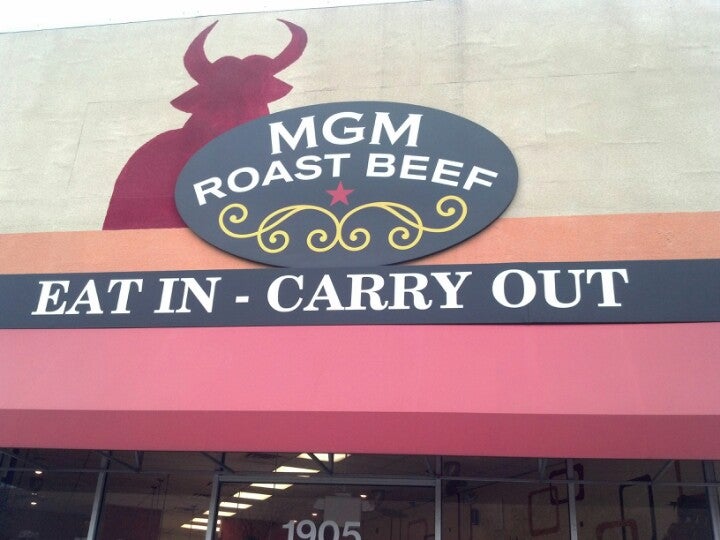 MGM
ROAST BEEF
EAT IN - CARRY OUT
1905